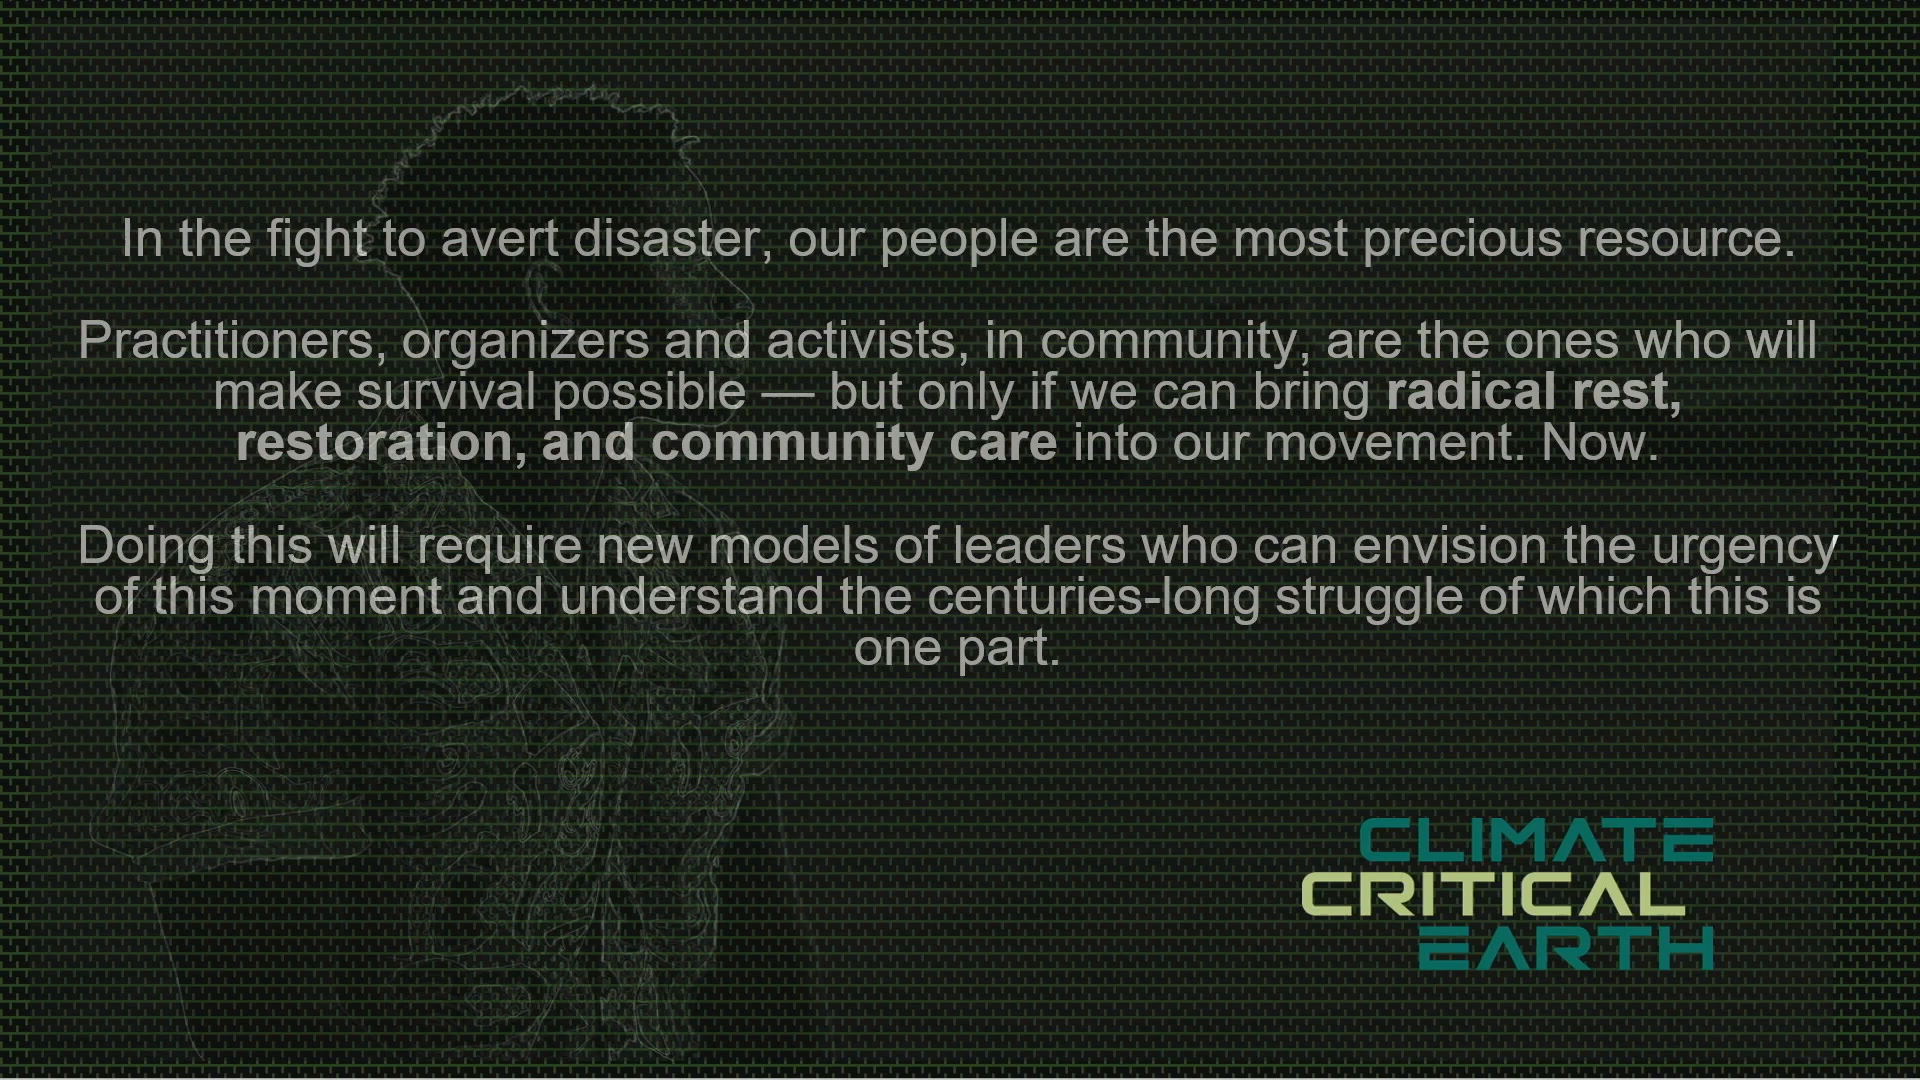 In the fight to avert disaster, our people are the most precious resource.
Practitioners, organizers and activists, in community, are the ones who will
make survival possible — but only if we can bring radical rest,
restoration, and community care into our movement. Now.
Doing this will require new models of leaders who can envision the urgency
of this moment and understand the centuries-long struggle of which this is
one part.
CLIMATE
CRITICAL
EARTH